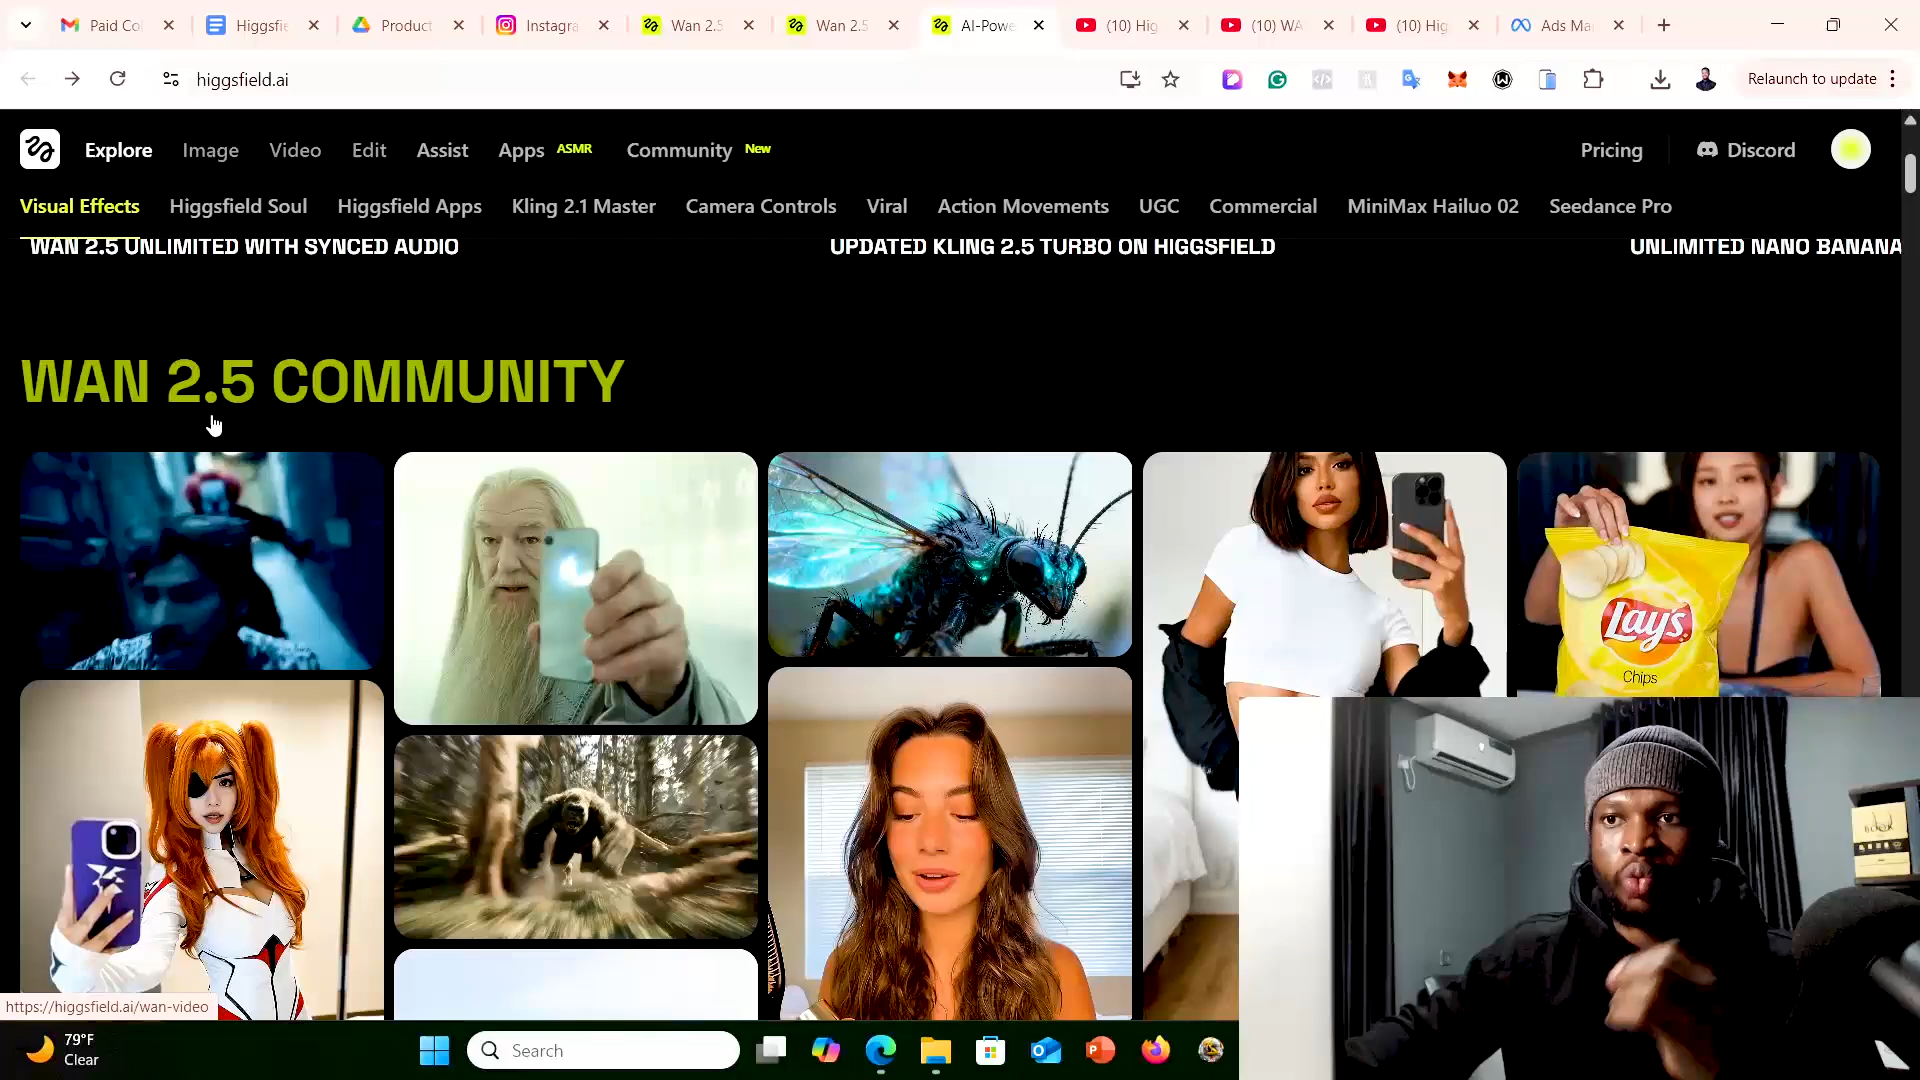 Paid Co
Higgsfie
Product
Instagra
Wan 2.5
Wan 2.5
AI-Powe
(10) Hig
(10) WA
(10) Hig
Ads Ma
higgsfield.ai
Relaunch to update
Explore
Image
Video
Edit
Assist
Apps ASMR
Community New
Pricing
Discord
Visual Effects
Higgsfield Soul
Higgsfield Apps
Kling 2.1 Master
Camera Controls
Viral
Action Movements
UGC
Commercial
MiniMax Hailuo 02
Seedance Pro
WAN 2.5 UNLIMITED WITH SYNCED AUDIO
UPDATED KLING 2.5 TURBO ON HIGGSFIELD
UNLIMITED NANO BANANA
WAN 2.5 COMMUNITY
Lay's
Chips
https://higgsfield.ai/wan-video
79°F
Clear
Search